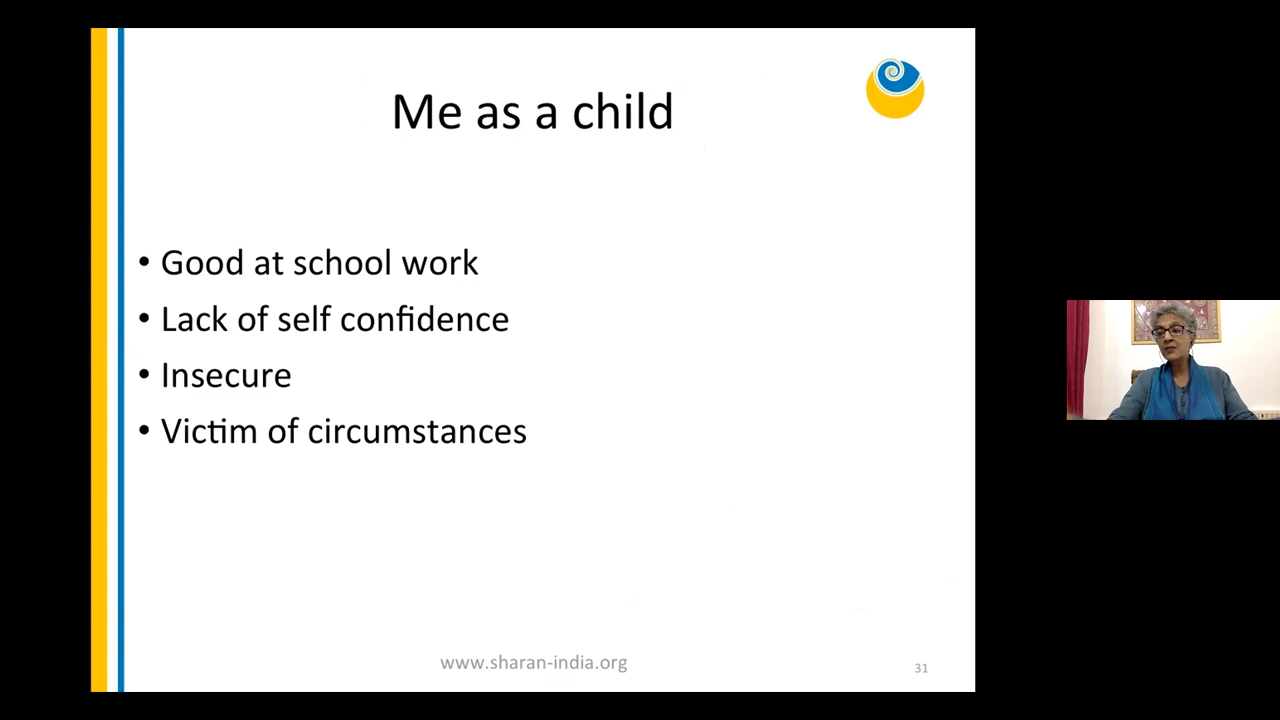 Me as a child
• Good at school work
• Lack of self confidence
• Insecure
• Victim of circumstances
www.sharan-india.org
31